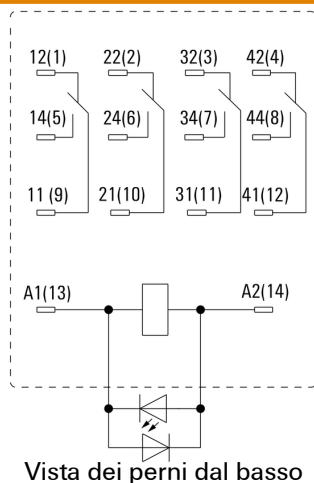 12(1) 22(2) 32(3) 42(4)
14(5) 24(6) 34(7) 44(8)
11 (9) 21(10) 31(11) 41(12)
A1(13) A2(14)
Vista dei perni dal basso